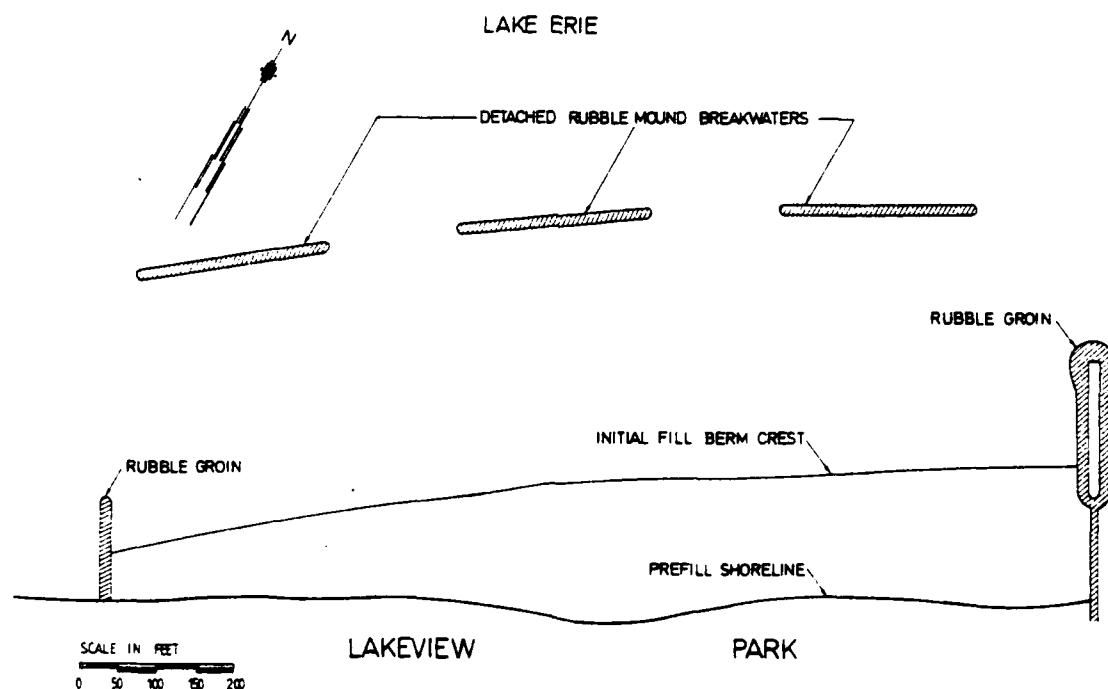 LAKE ERIE
N
DETACHED RUBBLE MOUND BREAKWATERS
RUBBLE GROIN
INITIAL FILL BERM CREST
RUBBLE GROIN
PREFILL SHORELINE
LAKEVIEW PARK
SCALE IN FEET
0 50 100 150 200